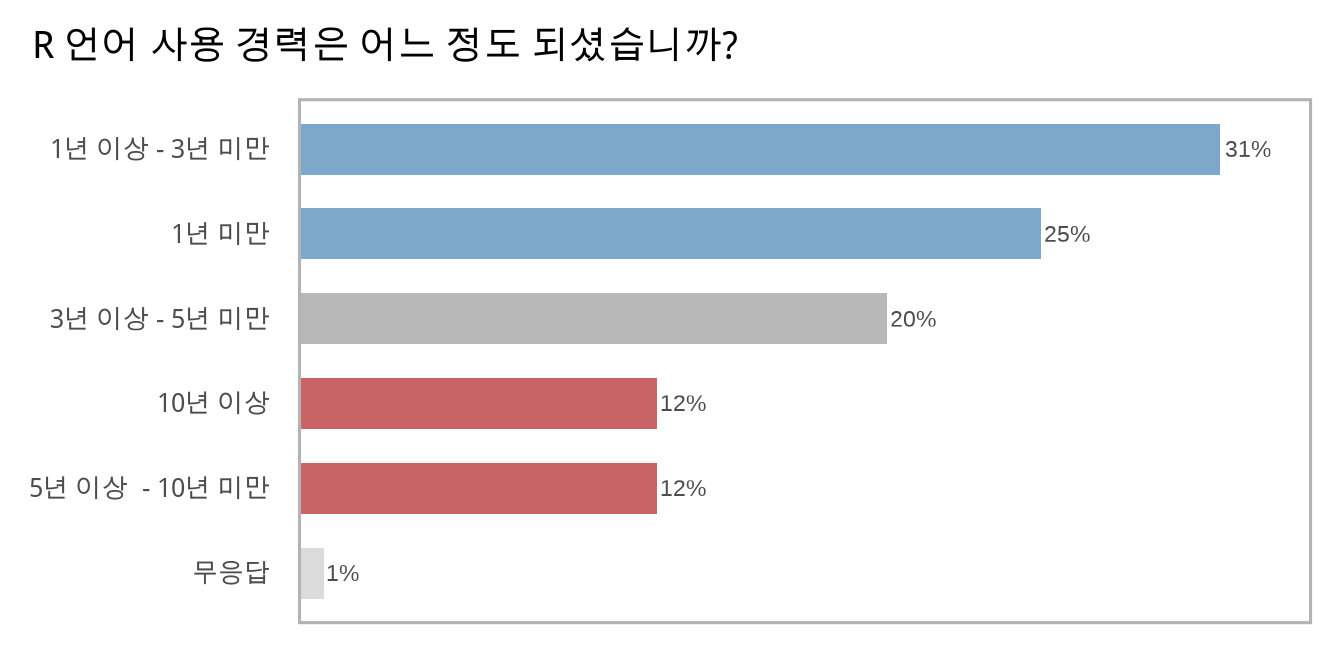 R 언어 사용 경력은 어느 정도 되셨습니까?
1년 이상 - 3년 미만 31%
1년 미만 25%
3년 이상 - 5년 미만 20%
10년 이상 12%
5년 이상  - 10년 미만 12%
무응답 1%